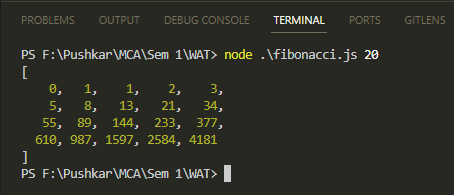 PROBLEMS OUTPUT DEBUG CONSOLE TERMINAL PORTS GITLENS
PS F:\Pushkar\MCA\Sem 1\WAT> node .\fibonacci.js 20
[
0, 1, 1, 2, 3,
5, 8, 13, 21, 34,
55, 89, 144, 233, 377,
610, 987, 1597, 2584, 4181
]
PS F:\Pushkar\MCA\Sem 1\WAT>